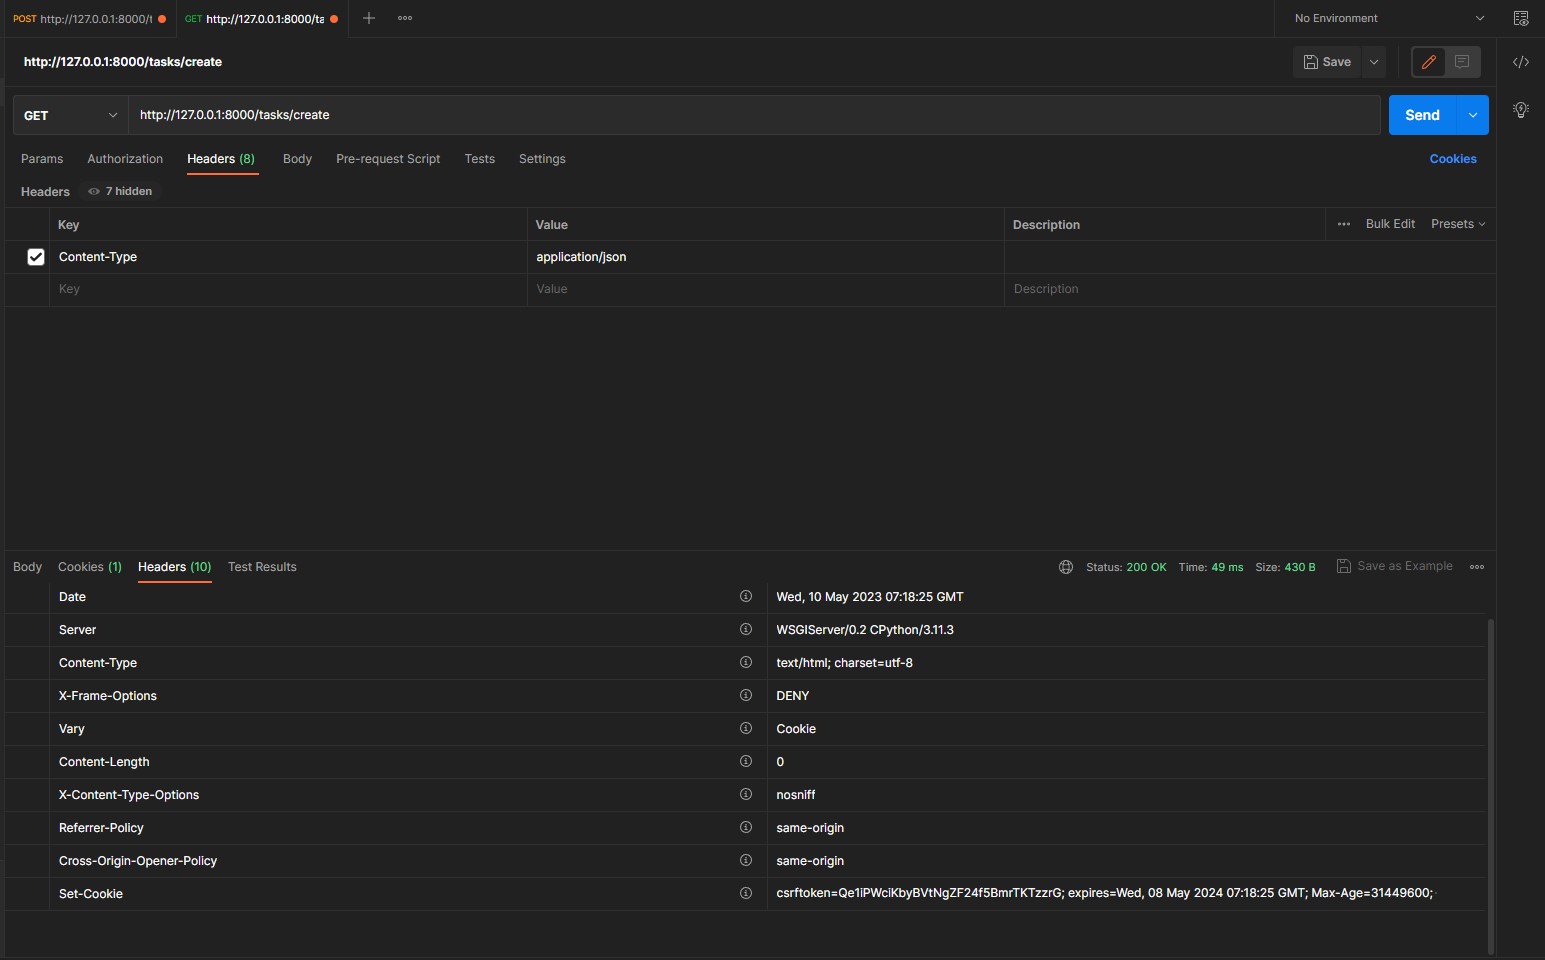 POST http://127.0.0.1:8000/t GET http://127.0.0.1:8000/ta No Environment
http://127.0.0.1:8000/tasks/create Save
GET http://127.0.0.1:8000/tasks/create Send
Params Authorization Headers (8) Body Pre-request Script Tests Settings Cookies
Headers 7 hidden
Key Value Description Bulk Edit Presets
Content-Type application/json
Key Value Description
Body Cookies (1) Headers (10) Test Results Status: 200 OK Time: 49 ms Size: 430 B Save as Example
Date Wed, 10 May 2023 07:18:25 GMT
Server WSGIServer/0.2 CPython/3.11.3
Content-Type text/html; charset=utf-8
X-Frame-Options DENY
Vary Cookie
Content-Length 0
X-Content-Type-Options nosniff
Referrer-Policy same-origin
Cross-Origin-Opener-Policy same-origin
Set-Cookie csrftoken=Qe1iPWciKbyBVtNgZF24f5BmrTKTzzrG; expires=Wed, 08 May 2024 07:18:25 GMT; Max-Age=31449600;